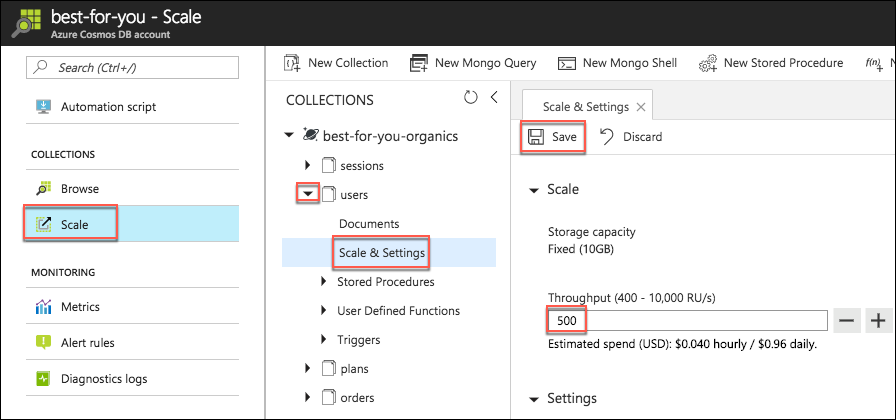 best-for-you - Scale
Azure Cosmos DB account
Search (Ctrl+/)
Automation script
COLLECTIONS
Browse
Scale
MONITORING
Metrics
Alert rules
Diagnostics logs
New Collection
New Mongo Query
New Mongo Shell
New Stored Procedure
f(n)
COLLECTIONS
best-for-you-organics
sessions
users
Documents
Scale & Settings
Stored Procedures
User Defined Functions
Triggers
plans
orders
Scale & Settings
Save
Discard
Scale
Storage capacity
Fixed (10GB)
Throughput (400 - 10,000 RU/s)
500
Estimated spend (USD): $0.040 hourly / $0.96 daily.
Settings